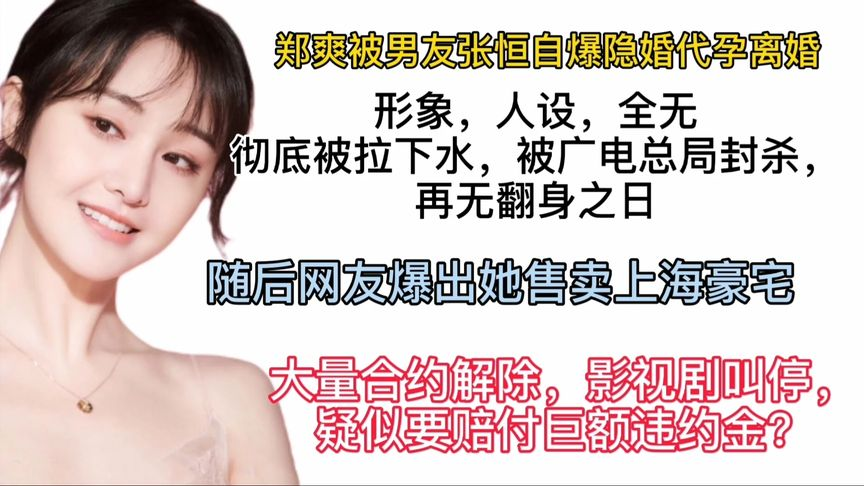 郑爽被男友张恒自爆隐婚代孕离婚
形象，人设，全无
彻底被拉下水，被广电总局封杀，
再无翻身之日
随后网友爆出她售卖上海豪宅
大量合约解除，影视剧叫停，
疑似要赔付巨额违约金？